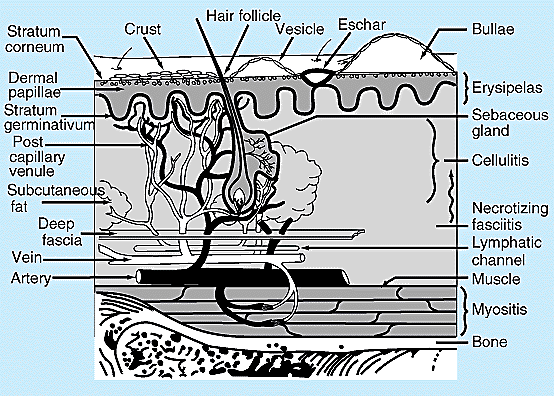 Hair follicle
Stratum
corneum
Crust
Vesicle
Eschar
Bullae
Dermal
papillae
Erysipelas
Stratum
germinativum
Sebaceous
gland
Post
capillary
venule
Cellulitis
Subcutaneous
fat
Necrotizing
fasciitis
Deep
fascia
Lymphatic
channel
Vein
Artery
Muscle
Myositis
Bone